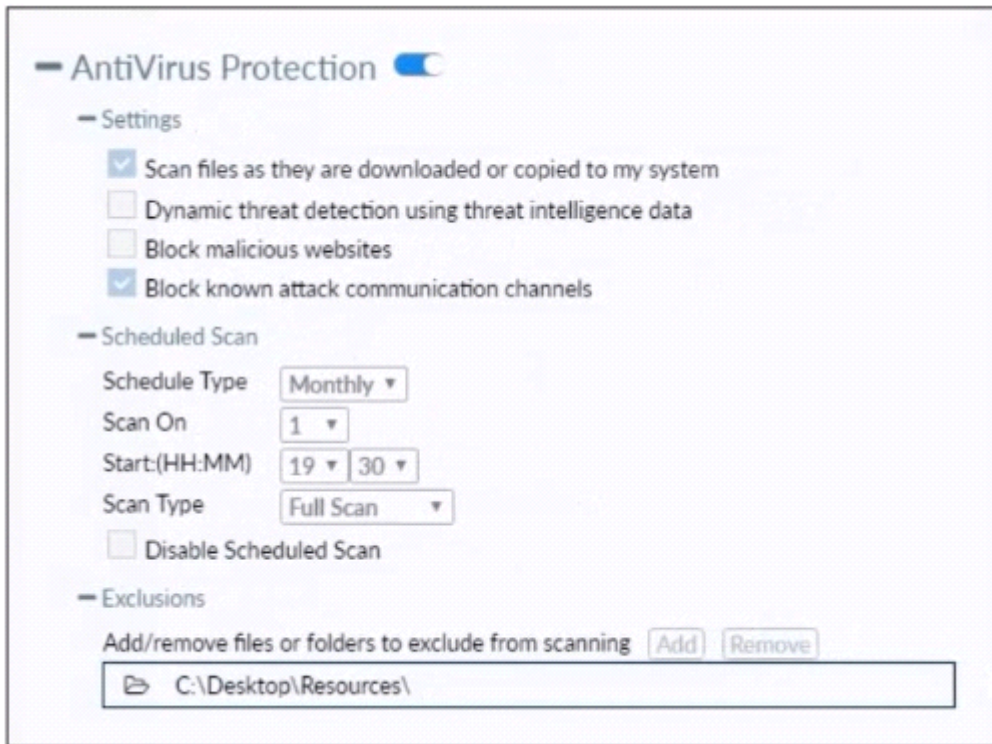 AntiVirus Protection
Settings
Scan files as they are downloaded or copied to my system
Dynamic threat detection using threat intelligence data
Block malicious websites
Block known attack communication channels
Scheduled Scan
Schedule Type Monthly
Scan On 1
Start:(HH:MM) 19 30
Scan Type Full Scan
Disable Scheduled Scan
Exclusions
Add/remove files or folders to exclude from scanning Add Remove
C:\Desktop\Resources\